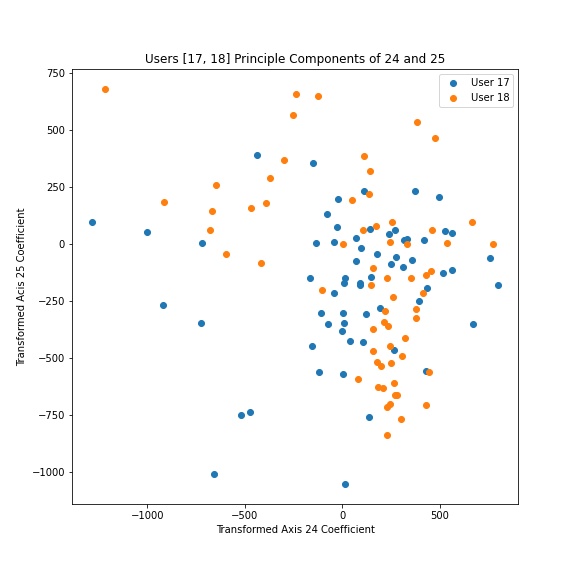 Users [17, 18] Principle Components of 24 and 25
User 17
User 18
750
500
250
0
−250
−500
−750
−1000
Transformed Acis 25 Coefficient
−1000
−500
0
500
Transformed Axis 24 Coefficient